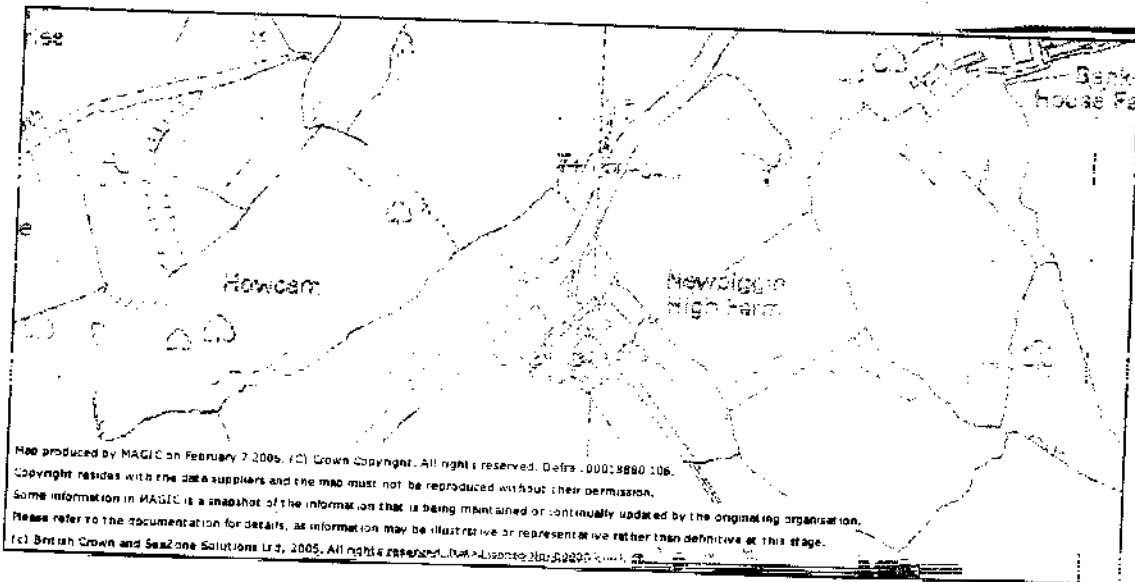 rise
Bank
House Fa
e
Howcam
Newbiggin
High Farm
Map produced by MAGIC on February 7 2006. (C) Crown Copyright. All rights reserved. Defra
Copyright resides with the data suppliers and the map must not be reproduced without their permission.
Some information in MAGIC is a snapshot of the information that is being maintained or continually updated by the originating organisation.
Please refer to the documentation for details, as information may be illustrative or representative rather than definitive at this stage.
(c) British Crown and SeaZone Solutions Ltd, 2005. All rights reserved.